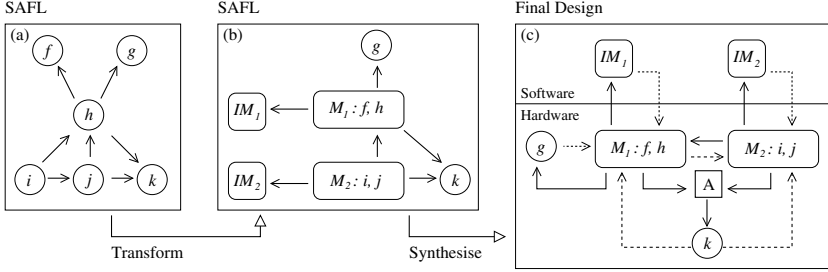 SAFL
(a)
f
g
h
i
j
k
SAFL
(b)
g
IM1
M1 : f, h
IM2
M2 : i, j
k
Final Design
(c)
IM1
IM2
Software
Hardware
g
M1 : f, h
M2 : i, j
A
k
Transform
Synthesise